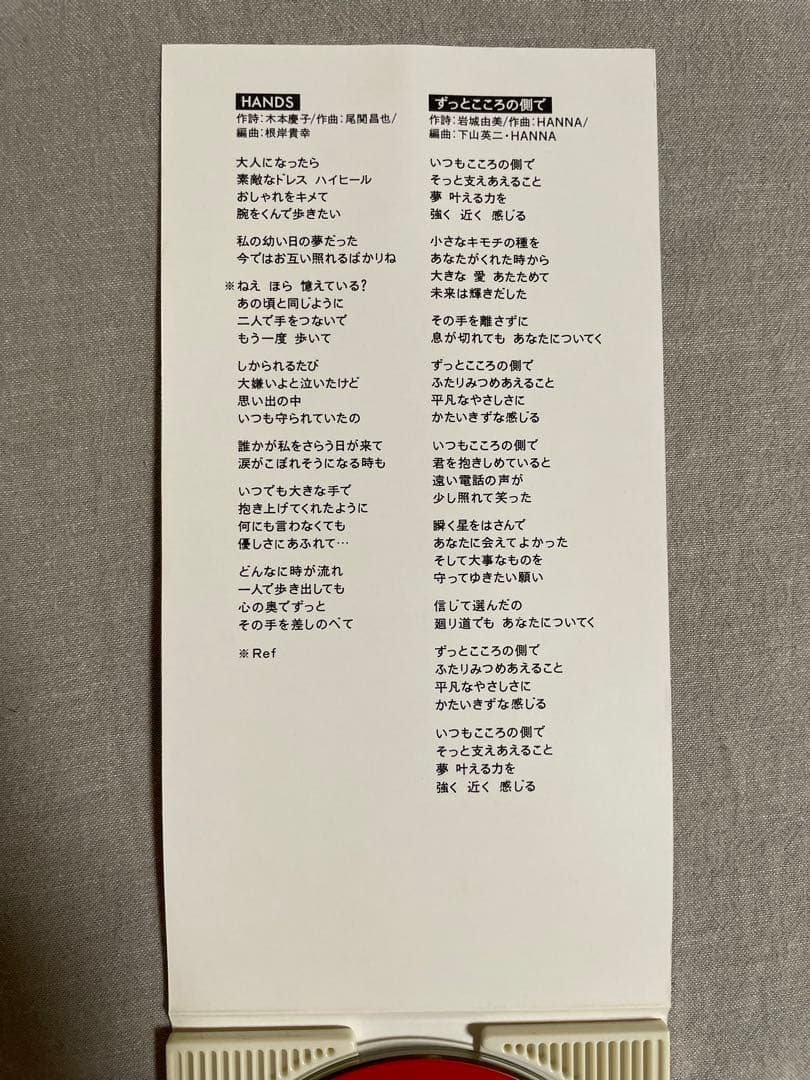 HANDS
作詩：木本慶子/作曲：尾関昌也/
編曲：根岸貴幸
大人になったら
素敵なドレス ハイヒール
おしゃれをキメて
腕をくんで歩きたい
私の幼い日の夢だった
今ではお互い照れるばかりね
※ねえ ほら 憶えている?
あの頃と同じように
二人で手をつないで
もう一度 歩いて
しかられるたび
大嫌いよと泣いたけど
思い出の中
いつも守られていたの
誰かが私をさらう日が来て
涙がこぼれそうになる時も
いつでも大きな手で
抱き上げてくれたように
何にも言わなくても
優しさにあふれて…
どんなに時が流れ
一人で歩き出しても
心の奥でずっと
その手を差しのべて
※Ref
ずっとこころの側で
作詩：岩城由美/作曲：HANNA/
編曲：下山英二・HANNA
いつもこころの側で
そっと支えあえること
夢 叶える力を
強く 近く 感じる
小さなキモチの種を
あなたがくれた時から
大きな 愛 あたためて
未来は輝きだした
その手を離さずに
息が切れても あなたについてく
ずっとこころの側で
ふたりみつめあえること
平凡なやさしさに
かたいきずな感じる
いつもこころの側で
君を抱きしめていると
遠い電話の声が
少し照れて笑った
瞬く星をはさんで
あなたに会えてよかった
そして大事なものを
守ってゆきたい願い
信じて選んだの
廻り道でも あなたについてく
ずっとこころの側で
ふたりみつめあえること
平凡なやさしさに
かたいきずな感じる
いつもこころの側で
そっと支えあえること
夢 叶える力を
強く 近く 感じる